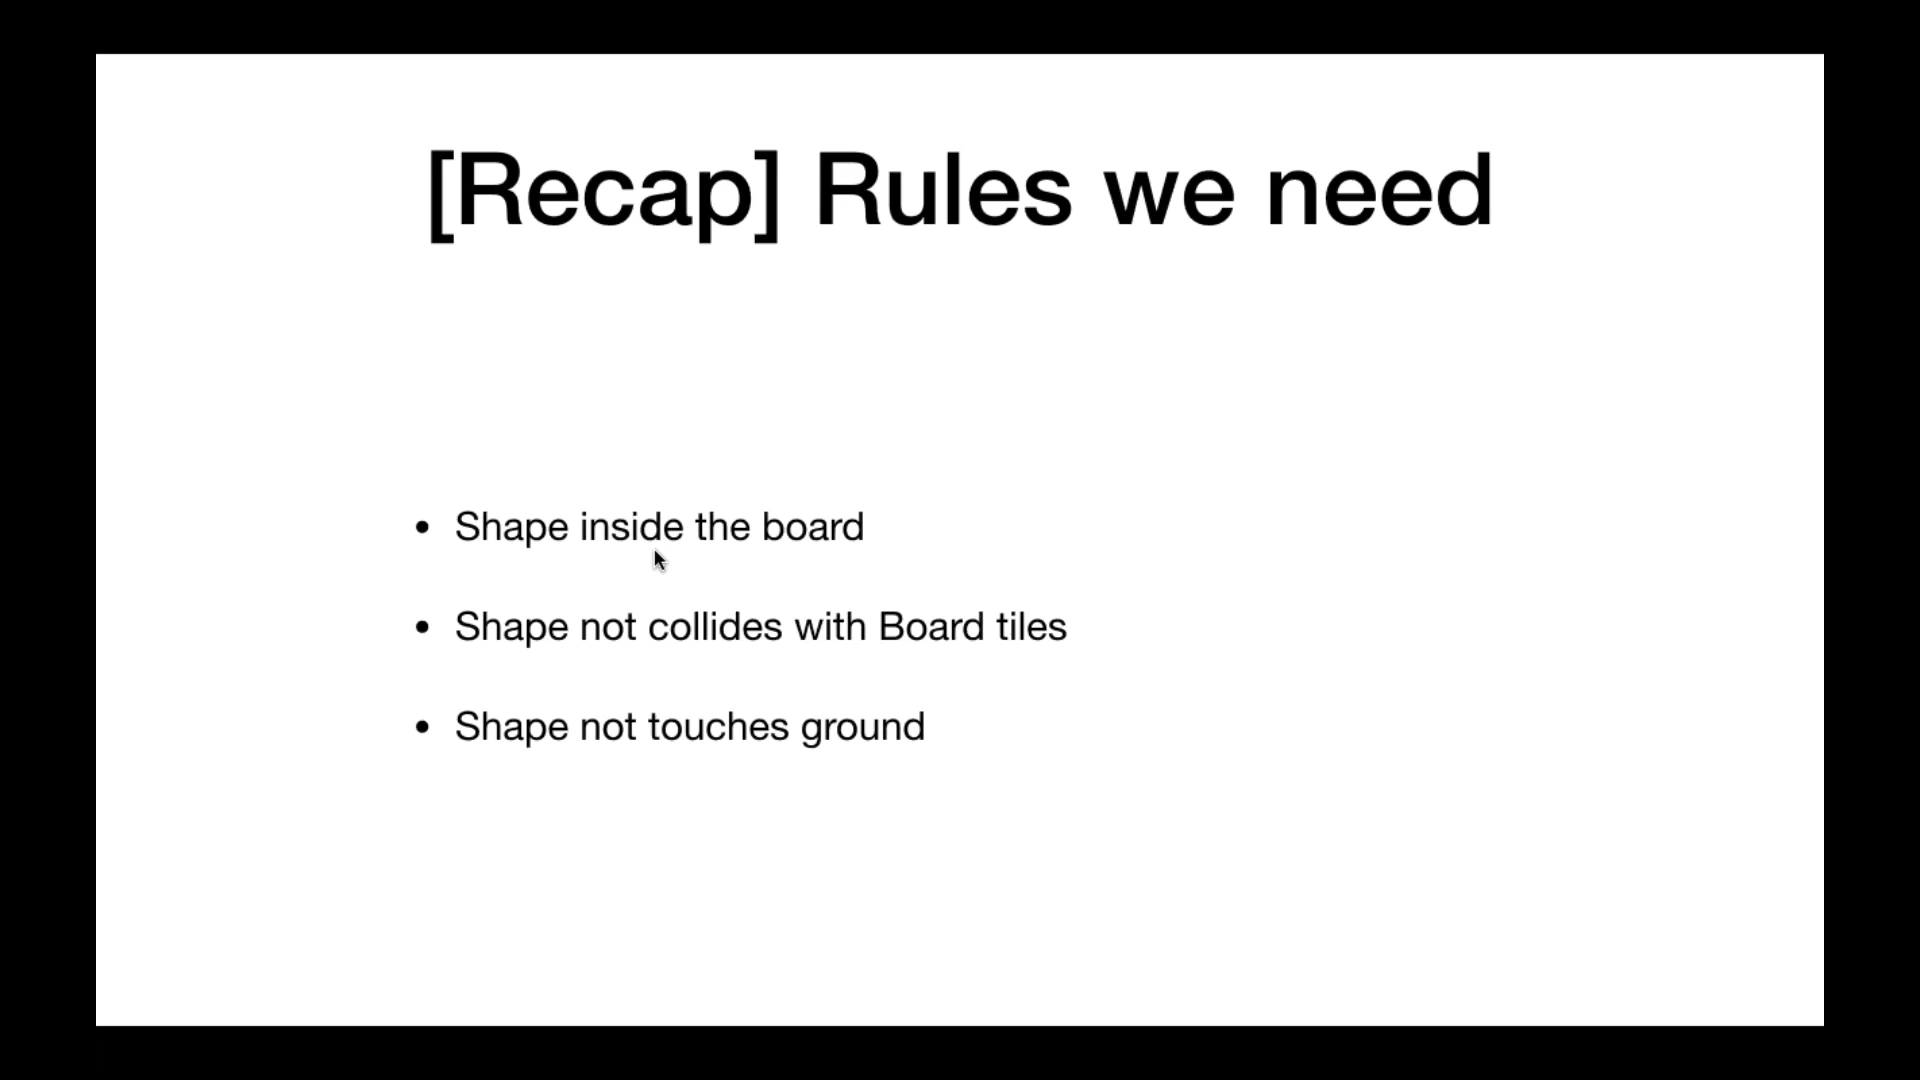 [Recap] Rules we need
• Shape inside the board
• Shape not collides with Board tiles
• Shape not touches ground